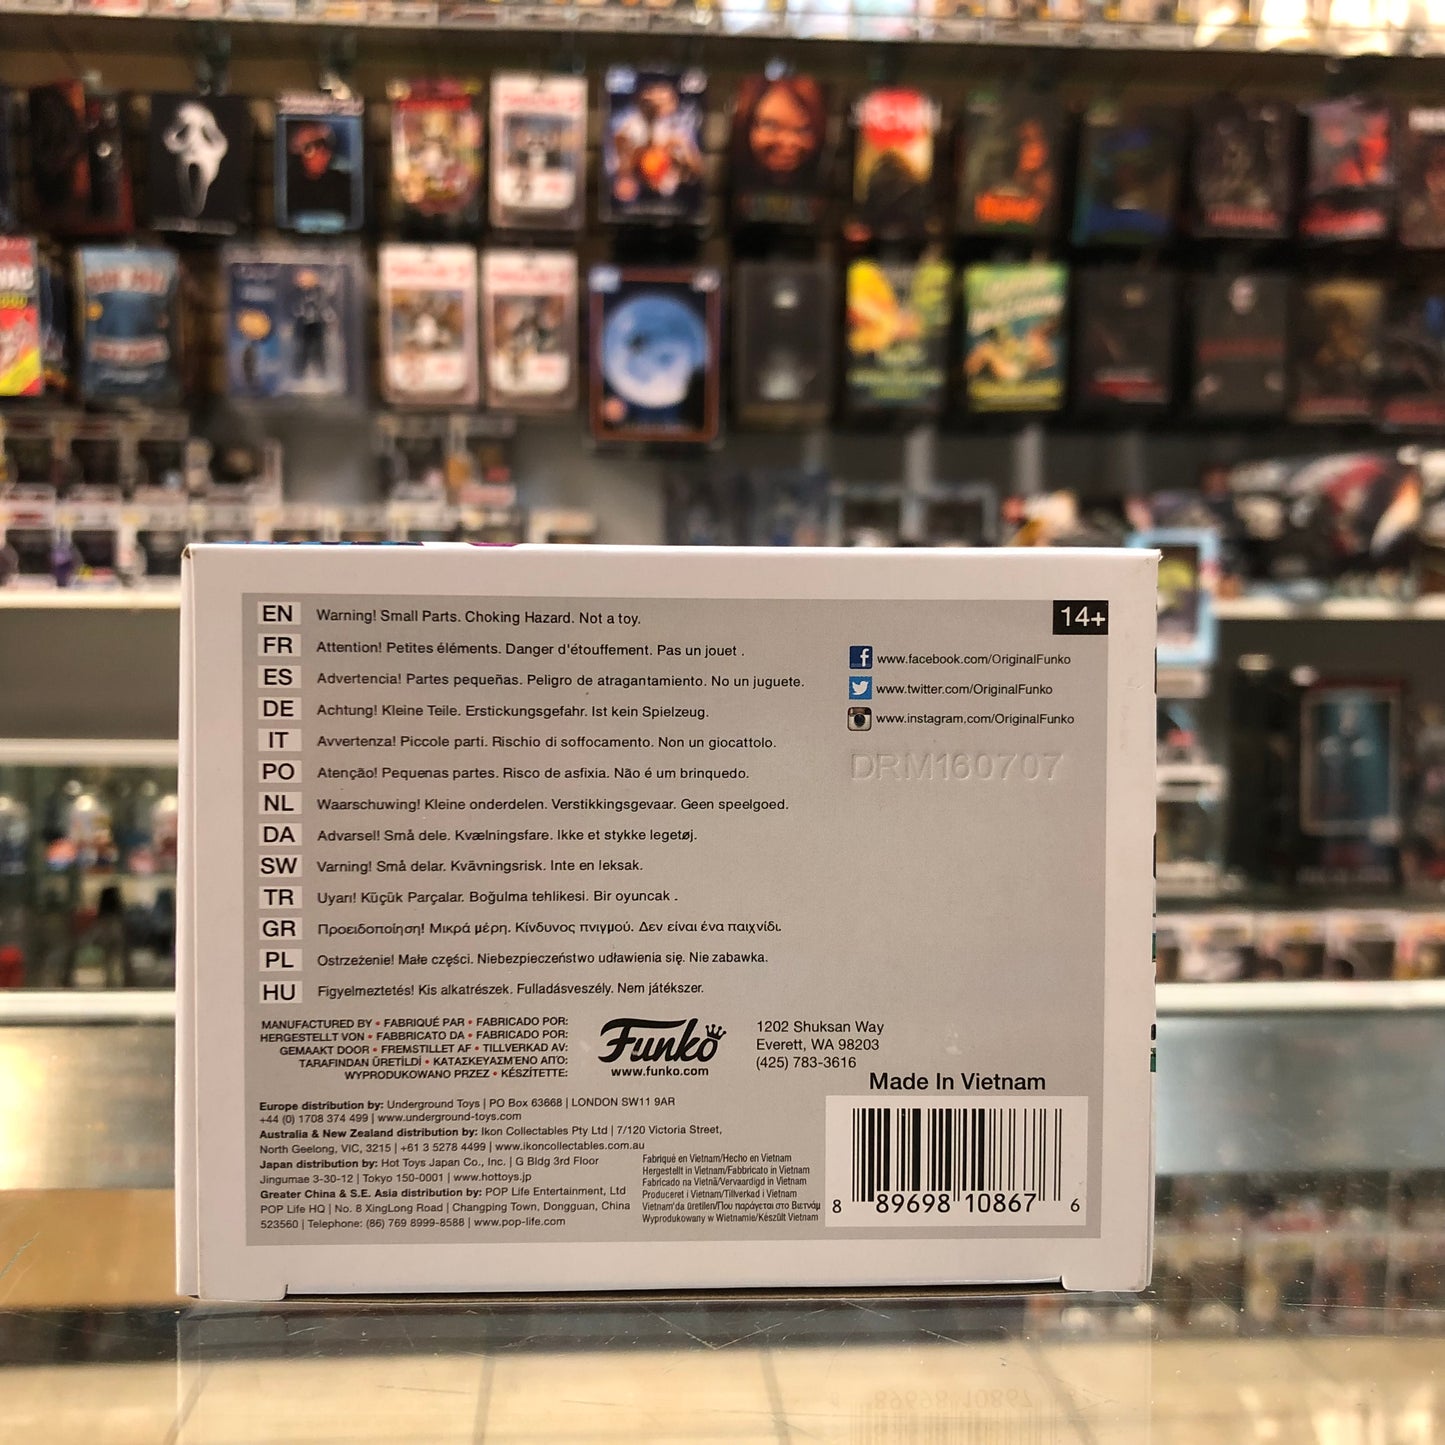 EN Warning! Small Parts. Choking Hazard. Not a toy.
FR Attention! Petites éléments. Danger d'étouffement. Pas un jouet .
ES Advertencia! Partes pequeñas. Peligro de atragantamiento. No un juguete.
DE Achtung! Kleine Teile. Erstickungsgefahr. Ist kein Spielzeug.
IT Avvertenza! Piccole parti. Rischio di soffocamento. Non un giocattolo.
PO Atenção! Pequenas partes. Risco de asfixia. Não é um brinquedo.
NL Waarschuwing! Kleine onderdelen. Verstikkingsgevaar. Geen speelgoed.
DA Advarsel! Små dele. Kvælningsfare. Ikke et stykke legetøj.
SW Varning! Små delar. Kvävningsrisk. Inte en leksak.
TR Uyarı! Küçük Parçalar. Boğulma tehlikesi. Bir oyuncak .
GR Προειδοποίηση! Μικρά μέρη. Κίνδυνος πνιγμού. Δεν είναι ένα παιχνίδι.
PL Ostrzeżenie! Małe części. Niebezpieczeństwo udławienia się. Nie zabawka.
HU Figyelmeztetés! Kis alkatrészek. Fulladásveszély. Nem játékszer.
14+
www.facebook.com/OriginalFunko
www.twitter.com/OriginalFunko
www.instagram.com/OriginalFunko
DRM160707
MANUFACTURED BY • FABRIQUÉ PAR • FABRICADO POR:
HERGESTELLT VON • FABBRICATO DA • FABRICADO POR:
GEMAAKT DOOR • FREMSTILLET AF • TILLVERKAD AV:
TARAFINDAN ÜRETİLDİ • ΚΑΤΑΣΚΕΥΑΣΜΈΝΟ ΑΠΌ:
WYPRODUKOWANO PRZEZ • KÉSZÍTETTE:
Funko
www.funko.com
1202 Shuksan Way
Everett, WA 98203
(425) 783-3616
Made In Vietnam
Europe distribution by: Underground Toys | PO Box 63668 | LONDON SW11 9AR
+44 (0) 1708 374 499 | www.underground-toys.com
Australia & New Zealand distribution by: Ikon Collectables Pty Ltd | 7/120 Victoria Street,
North Geelong, VIC, 3215 | +61 3 5278 4499 | www.ikoncollectables.com.au
Japan distribution by: Hot Toys Japan Co., Inc. | G Bldg 3rd Floor
Jingumae 3-30-12 | Tokyo 150-0001 | www.hottoys.jp
Greater China & S.E. Asia distribution by: POP Life Entertainment, Ltd
POP Life HQ | No. 8 XingLong Road | Changping Town, Dongguan, China
523560 | Telephone: (86) 769 8999-8588 | www.pop-life.com
Fabriqué en Vietnam/Hecho en Vietnam
Hergestellt in Vietnam/Fabbricato in Vietnam
Fabricado na Vietnã/Vervaardigd in Vietnam
Produceret i Vietnam/Tillverkad i Vietnam
Vietnam'da üretilen/Που παράγεται στο Βιετνάμ
Wyprodukowany w Wietnamie/Készült Vietnam
8 89698 10867 6